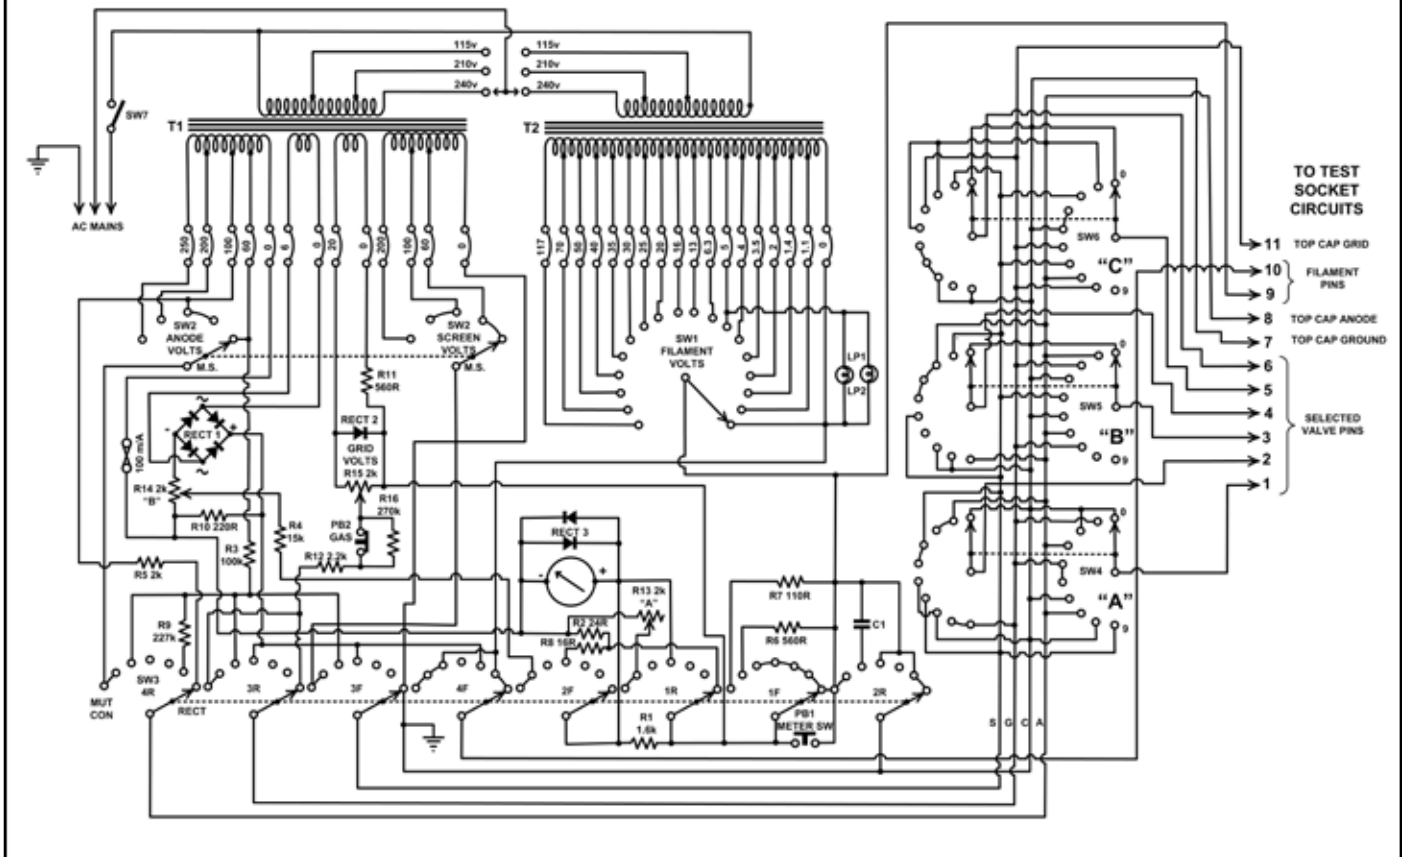 115v
115v
210v
210v
240v
240v
SW7
T1
T2
AC MAINS
250
200
100
60
0
6
0
20
0
200
100
60
0
117
70
50
40
35
30
25
20
16
13
6.3
5
4
3.5
2
1.4
1.1
0
SW2
ANODE
VOLTS
M.S.
SW2
SCREEN
VOLTS
M.S.
SW1
FILAMENT
VOLTS
LP1
LP2
R11
560R
RECT 2
GRID
VOLTS
R15 2k
RECT 1
-
+
~
~
100 m/A
R14 2k
"B"
R10 220R
R16
270k
PB2
GAS
R4
15k
R3
100k
R12 2.2k
R5 2k
RECT 3
-
+
R13 2k
"A"
R2 24R
R8 16R
R7 110R
R6 560R
C1
R9
227k
SW3
4R
3R
3F
4F
2F
1R
1F
2R
MUT
CON
RECT
R1
1.6k
PB1
METER SW
S G C A
0
SW6
"C"
9
0
SW5
"B"
9
0
SW4
"A"
9
TO TEST
SOCKET
CIRCUITS
11 TOP CAP GRID
10
9
FILAMENT
PINS
8 TOP CAP ANODE
7 TOP CAP GROUND
6
5
4
3
2
1
SELECTED
VALVE PINS